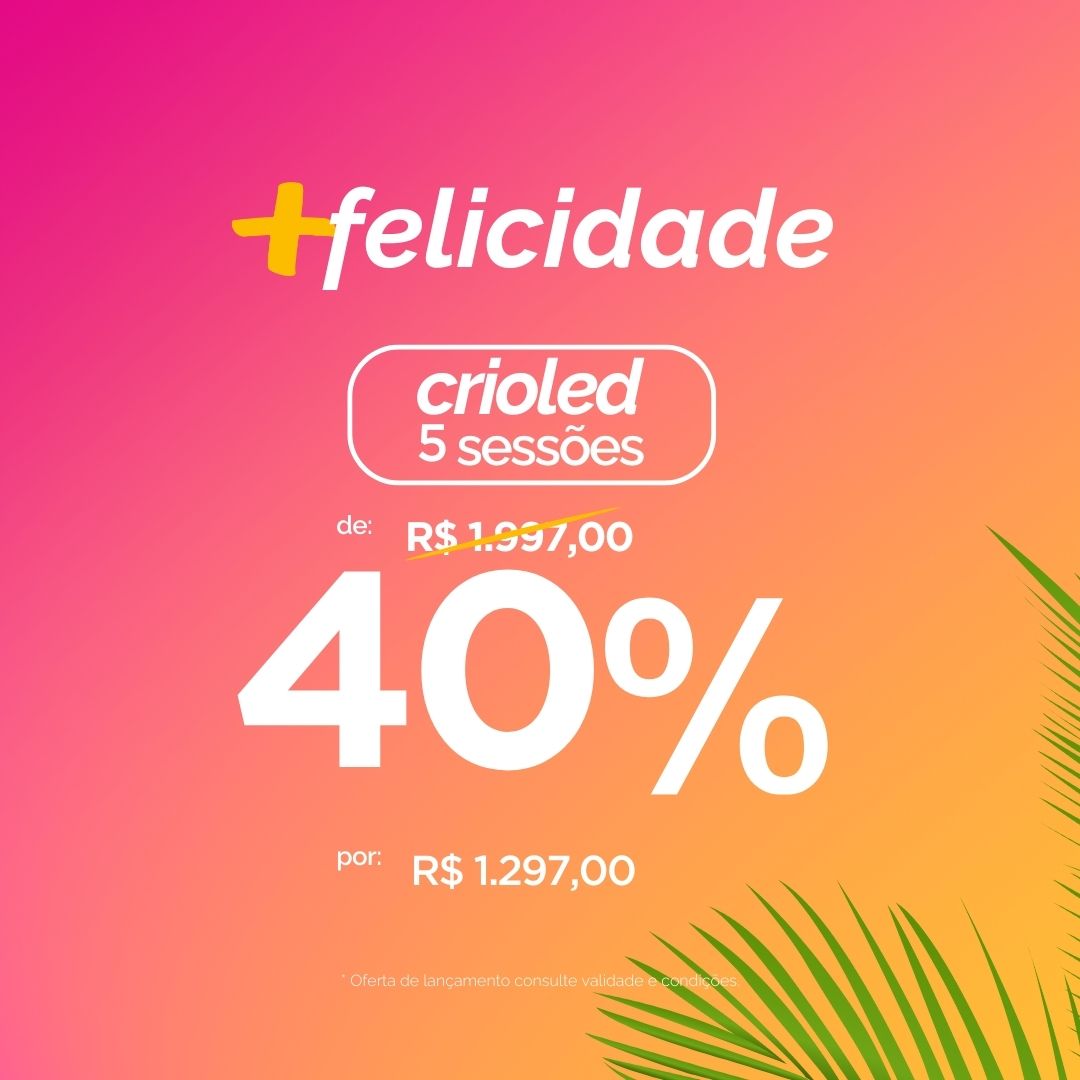 +felicidade
crioled
5 sessões
de: R$ 1.997,00
40%
por: R$ 1.297,00
* Oferta de lançamento consulte validade e condições.